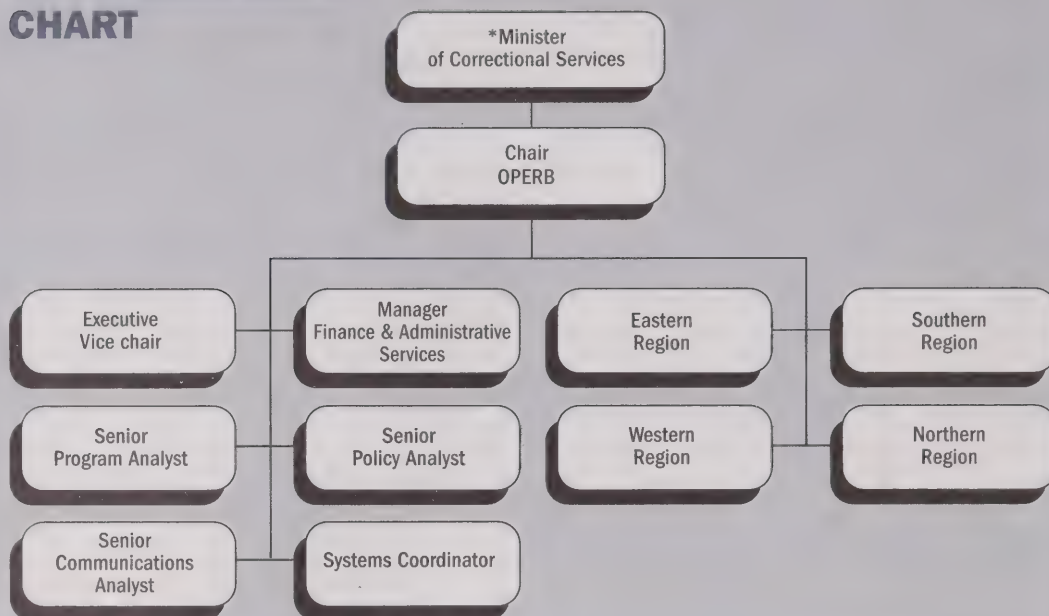 CHART
*Minister
of Correctional Services
Chair
OPERB
Executive
Vice chair
Manager
Finance & Administrative
Services
Eastern
Region
Southern
Region
Senior
Program Analyst
Senior
Policy Analyst
Western
Region
Northern
Region
Senior
Communications
Analyst
Systems Coordinator